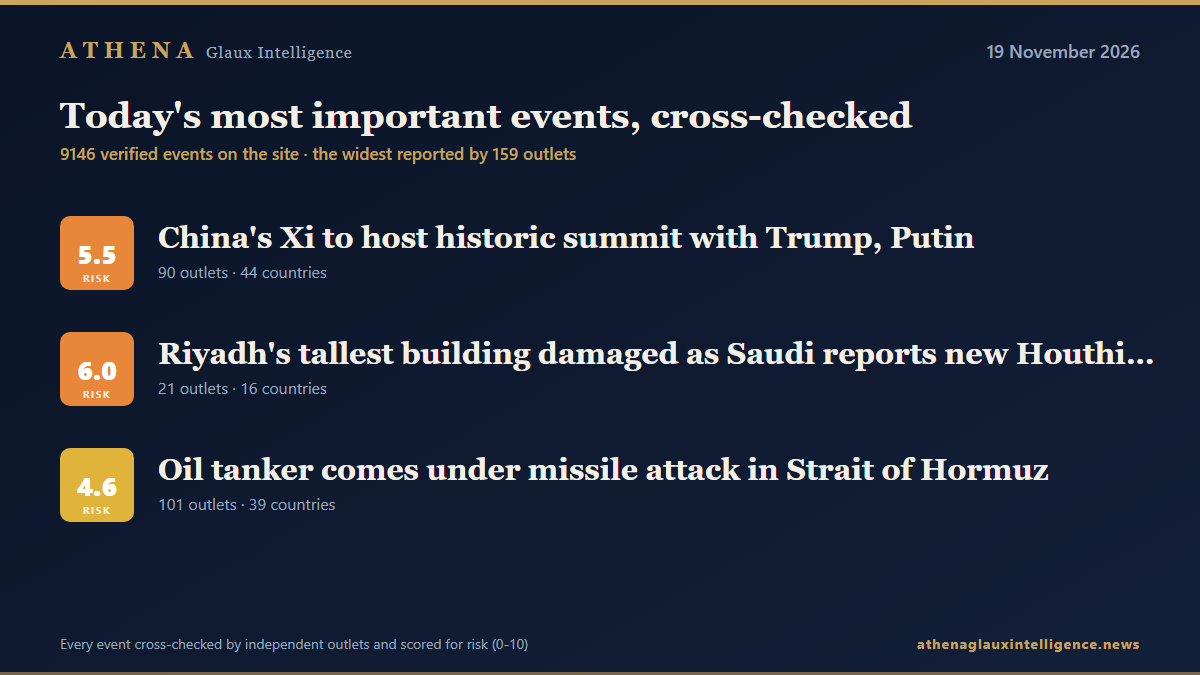 ATHENA Glaux Intelligence
19 November 2026
Today's most important events, cross-checked
9146 verified events on the site · the widest reported by 159 outlets
5.5
RISK
China's Xi to host historic summit with Trump, Putin
90 outlets · 44 countries
6.0
RISK
Riyadh's tallest building damaged as Saudi reports new Houthi...
21 outlets · 16 countries
4.6
RISK
Oil tanker comes under missile attack in Strait of Hormuz
101 outlets · 39 countries
Every event cross-checked by independent outlets and scored for risk (0-10)
athenaglauxintelligence.news